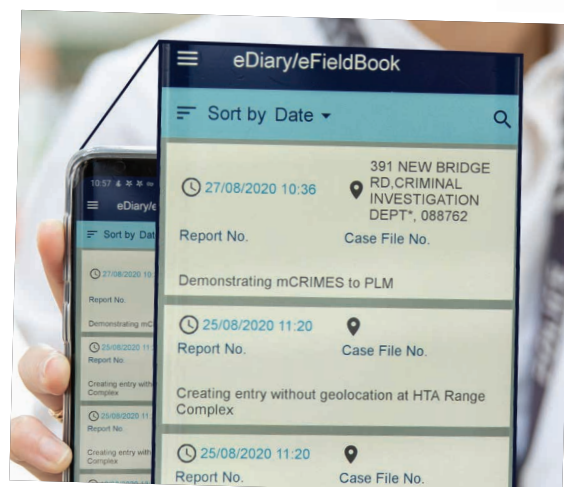 eDiary/eFieldBook
Sort by Date
27/08/2020 10:36
391 NEW BRIDGE
RD,CRIMINAL
INVESTIGATION
DEPT*, 088762
Report No.
Case File No.
Demonstrating mCRIMES to PLM
25/08/2020 11:20
Report No.
Case File No.
Creating entry without geolocation at HTA Range
Complex
25/08/2020 11:20
Report No.
Case File No.
10:57
eDiary/e
Sort by Dat
27/08/2020 10:
Report No.
Demonstrating mC
25/08/2020 11:
Report No.
Creating entry with
Complex
25/08/2020 11:
Report No.
Creating entry with
Complex